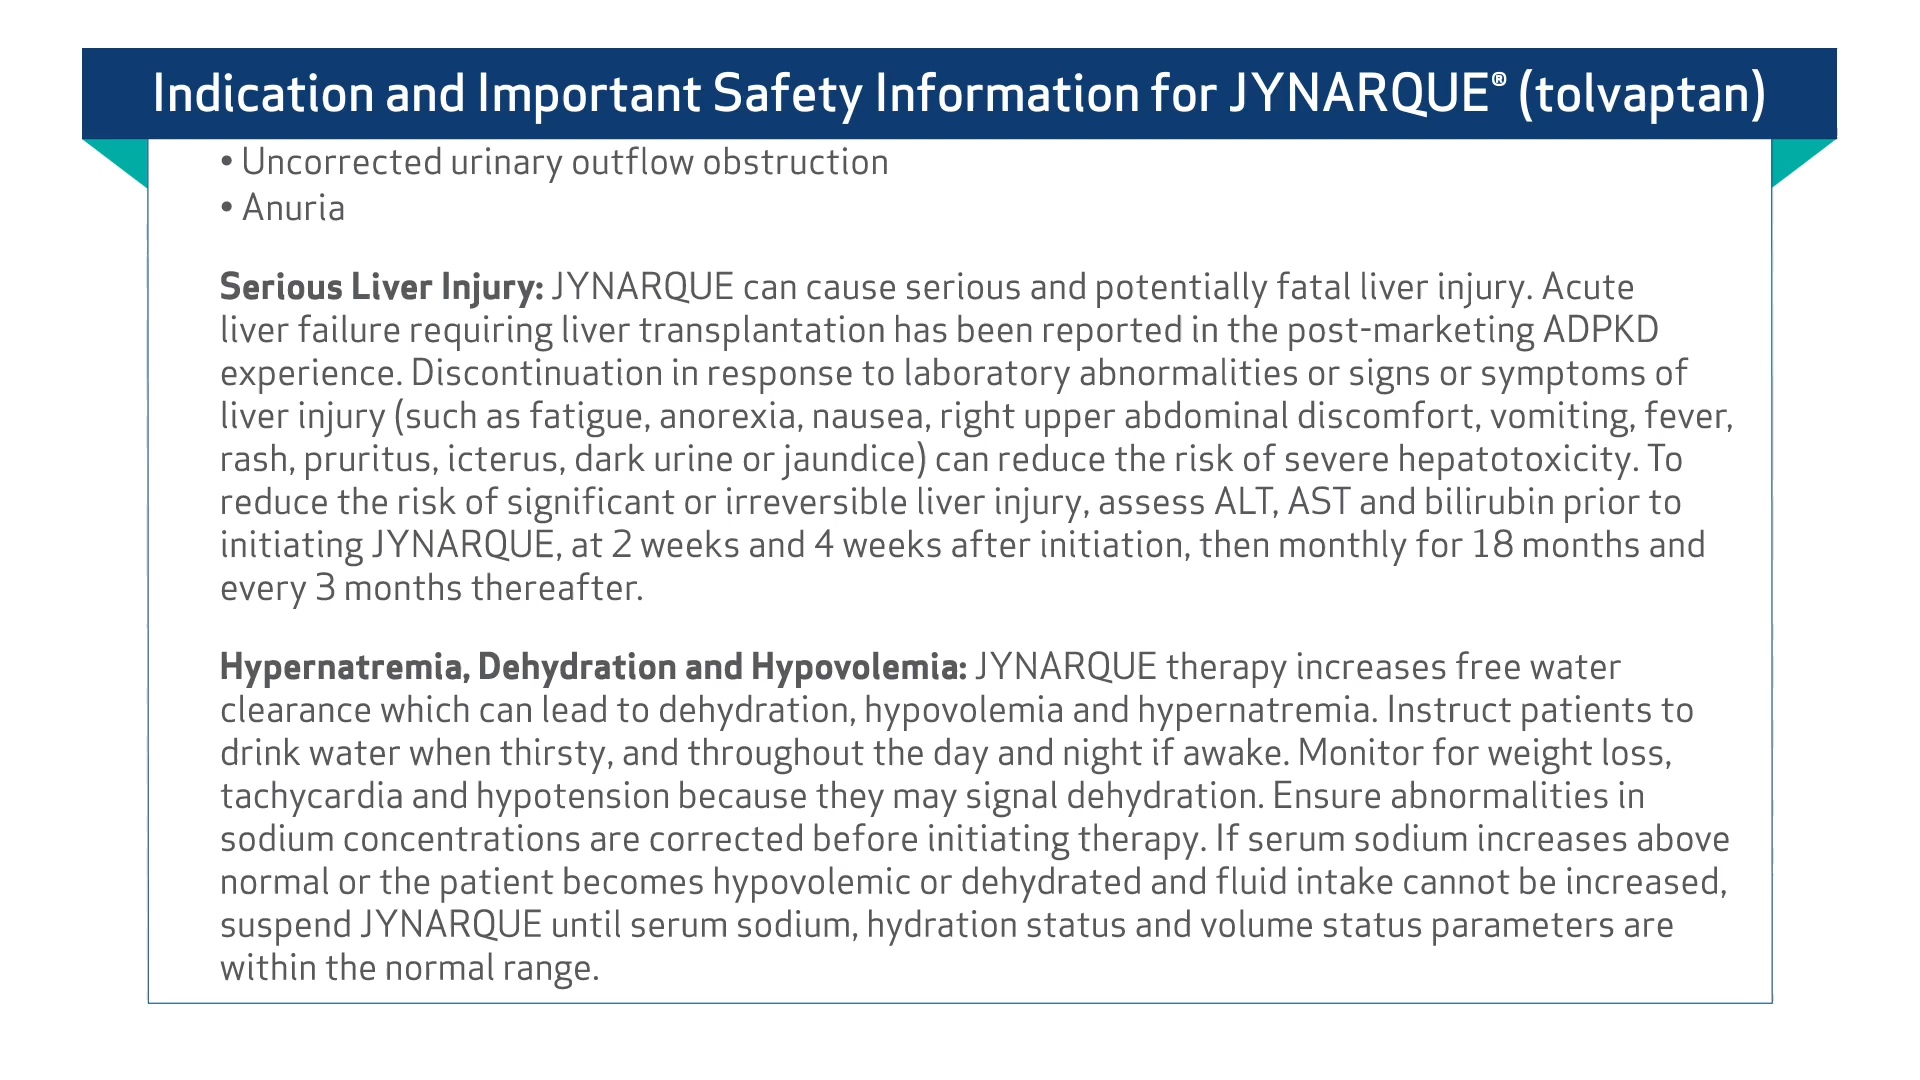 Indication and Important Safety Information for JYNARQUE® (tolvaptan)
• Uncorrected urinary outflow obstruction
• Anuria
Serious Liver Injury: JYNARQUE can cause serious and potentially fatal liver injury. Acute
liver failure requiring liver transplantation has been reported in the post-marketing ADPKD
experience. Discontinuation in response to laboratory abnormalities or signs or symptoms of
liver injury (such as fatigue, anorexia, nausea, right upper abdominal discomfort, vomiting, fever,
rash, pruritus, icterus, dark urine or jaundice) can reduce the risk of severe hepatotoxicity. To
reduce the risk of significant or irreversible liver injury, assess ALT, AST and bilirubin prior to
initiating JYNARQUE, at 2 weeks and 4 weeks after initiation, then monthly for 18 months and
every 3 months thereafter.
Hypernatremia, Dehydration and Hypovolemia: JYNARQUE therapy increases free water
clearance which can lead to dehydration, hypovolemia and hypernatremia. Instruct patients to
drink water when thirsty, and throughout the day and night if awake. Monitor for weight loss,
tachycardia and hypotension because they may signal dehydration. Ensure abnormalities in
sodium concentrations are corrected before initiating therapy. If serum sodium increases above
normal or the patient becomes hypovolemic or dehydrated and fluid intake cannot be increased,
suspend JYNARQUE until serum sodium, hydration status and volume status parameters are
within the normal range.